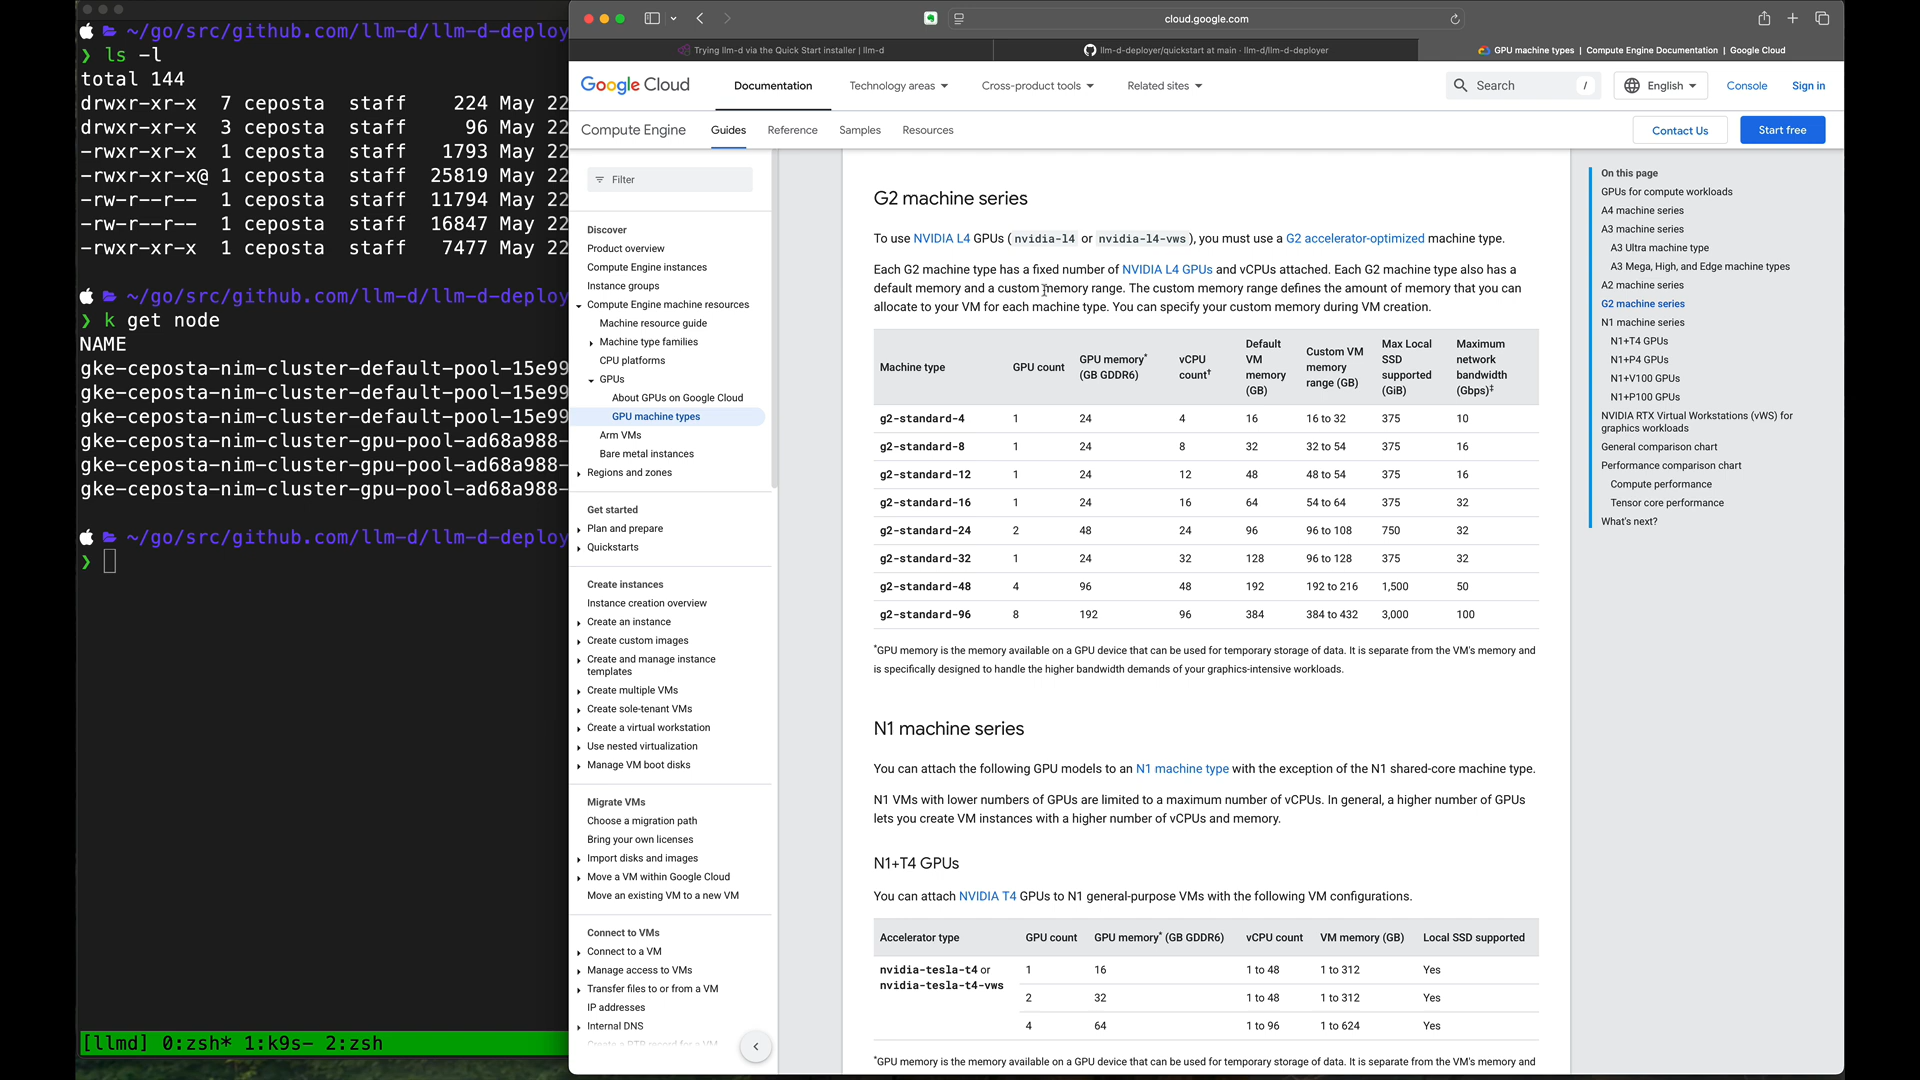 ~/go/src/github.com/llm-d/llm-d-deploy
❯ ls -l
total 144
drwxr-xr-x 7 ceposta staff 224 May 22
drwxr-xr-x 3 ceposta staff 96 May 22
-rwxr-xr-x 1 ceposta staff 1793 May 22
-rwxr-xr-x@ 1 ceposta staff 25819 May 22
-rw-r--r-- 1 ceposta staff 11794 May 22
-rw-r--r-- 1 ceposta staff 16847 May 22
-rwxr-xr-x 1 ceposta staff 7477 May 22
~/go/src/github.com/llm-d/llm-d-deploy
❯ k get node
NAME
gke-ceposta-nim-cluster-default-pool-15e99
gke-ceposta-nim-cluster-default-pool-15e99
gke-ceposta-nim-cluster-default-pool-15e99
gke-ceposta-nim-cluster-gpu-pool-ad68a988-
gke-ceposta-nim-cluster-gpu-pool-ad68a988-
gke-ceposta-nim-cluster-gpu-pool-ad68a988-
~/go/src/github.com/llm-d/llm-d-deploy
❯
[llmd] 0:zsh* 1:k9s- 2:zsh
cloud.google.com
Trying llm-d via the Quick Start installer | llm-d
llm-d-deployer/quickstart at main · llm-d/llm-d-deployer
GPU machine types | Compute Engine Documentation | Google Cloud
Google Cloud
Documentation
Technology areas
Cross-product tools
Related sites
Search
/
English
Console
Sign in
Compute Engine
Guides
Reference
Samples
Resources
Contact Us
Start free
Filter
Discover
Product overview
Compute Engine instances
Instance groups
Compute Engine machine resources
Machine resource guide
Machine type families
CPU platforms
GPUs
About GPUs on Google Cloud
GPU machine types
Arm VMs
Bare metal instances
Regions and zones
Get started
Plan and prepare
Quickstarts
Create instances
Instance creation overview
Create an instance
Create custom images
Create and manage instance
templates
Create multiple VMs
Create sole-tenant VMs
Create a virtual workstation
Use nested virtualization
Manage VM boot disks
Migrate VMs
Choose a migration path
Bring your own licenses
Import disks and images
Move a VM within Google Cloud
Move an existing VM to a new VM
Connect to VMs
Connect to a VM
Manage access to VMs
Transfer files to or from a VM
IP addresses
Internal DNS
Create a PTR record for a VM
G2 machine series
To use NVIDIA L4 GPUs (nvidia-l4 or nvidia-l4-vws), you must use a G2 accelerator-optimized machine type.
Each G2 machine type has a fixed number of NVIDIA L4 GPUs and vCPUs attached. Each G2 machine type also has a
default memory and a custom memory range. The custom memory range defines the amount of memory that you can
allocate to your VM for each machine type. You can specify your custom memory during VM creation.
Machine type GPU count GPU memory* (GB GDDR6) vCPU count† Default VM memory (GB) Custom VM memory range (GB) Max Local SSD supported (GiB) Maximum network bandwidth (Gbps)‡
g2-standard-4 1 24 4 16 16 to 32 375 10
g2-standard-8 1 24 8 32 32 to 54 375 16
g2-standard-12 1 24 12 48 48 to 54 375 16
g2-standard-16 1 24 16 64 54 to 64 375 32
g2-standard-24 2 48 24 96 96 to 108 750 32
g2-standard-32 1 24 32 128 96 to 128 375 32
g2-standard-48 4 96 48 192 192 to 216 1,500 50
g2-standard-96 8 192 96 384 384 to 432 3,000 100
*GPU memory is the memory available on a GPU device that can be used for temporary storage of data. It is separate from the VM's memory and
is specifically designed to handle the higher bandwidth demands of your graphics-intensive workloads.
N1 machine series
You can attach the following GPU models to an N1 machine type with the exception of the N1 shared-core machine type.
N1 VMs with lower numbers of GPUs are limited to a maximum number of vCPUs. In general, a higher number of GPUs
lets you create VM instances with a higher number of vCPUs and memory.
N1+T4 GPUs
You can attach NVIDIA T4 GPUs to N1 general-purpose VMs with the following VM configurations.
Accelerator type GPU count GPU memory* (GB GDDR6) vCPU count VM memory (GB) Local SSD supported
nvidia-tesla-t4 or 1 16 1 to 48 1 to 312 Yes
nvidia-tesla-t4-vws
2 32 1 to 48 1 to 312 Yes
4 64 1 to 96 1 to 624 Yes
*GPU memory is the memory available on a GPU device that can be used for temporary storage of data. It is separate from the VM's memory and
On this page
GPUs for compute workloads
A4 machine series
A3 machine series
A3 Ultra machine type
A3 Mega, High, and Edge machine types
A2 machine series
G2 machine series
N1 machine series
N1+T4 GPUs
N1+P4 GPUs
N1+V100 GPUs
N1+P100 GPUs
NVIDIA RTX Virtual Workstations (vWS) for
graphics workloads
General comparison chart
Performance comparison chart
Compute performance
Tensor core performance
What's next?